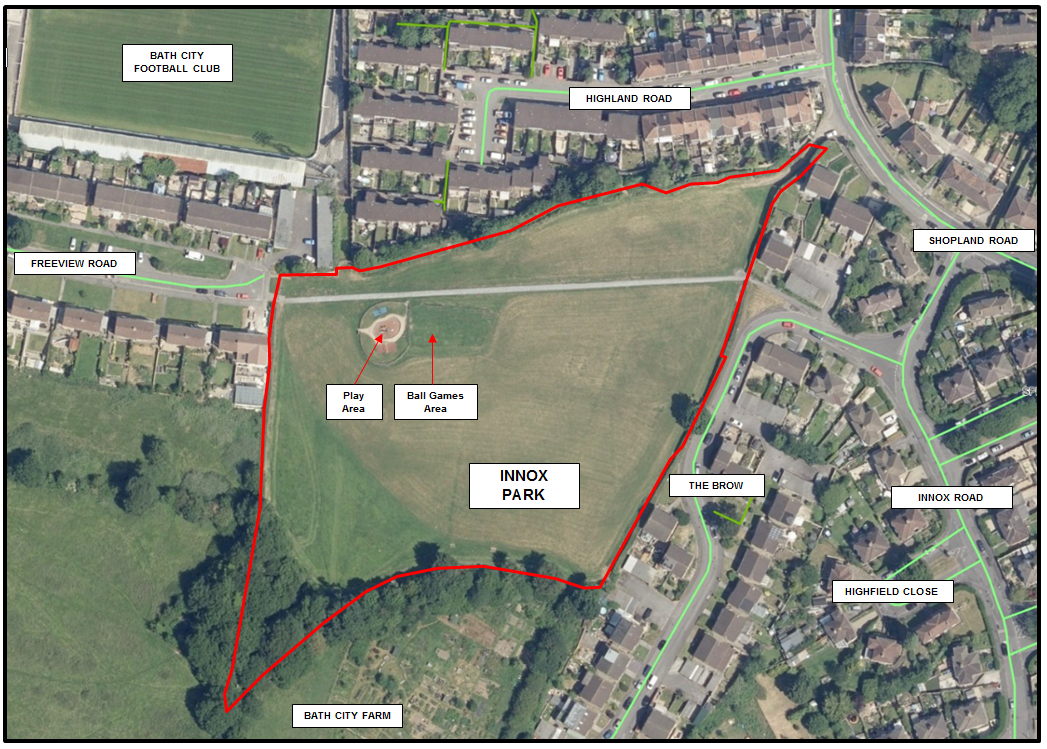 BATH CITY
FOOTBALL CLUB
HIGHLAND ROAD
SHOPLAND ROAD
FREEVIEW ROAD
Play
Area
Ball Games
Area
INNOX
PARK
THE BROW
INNOX ROAD
HIGHFIELD CLOSE
BATH CITY FARM